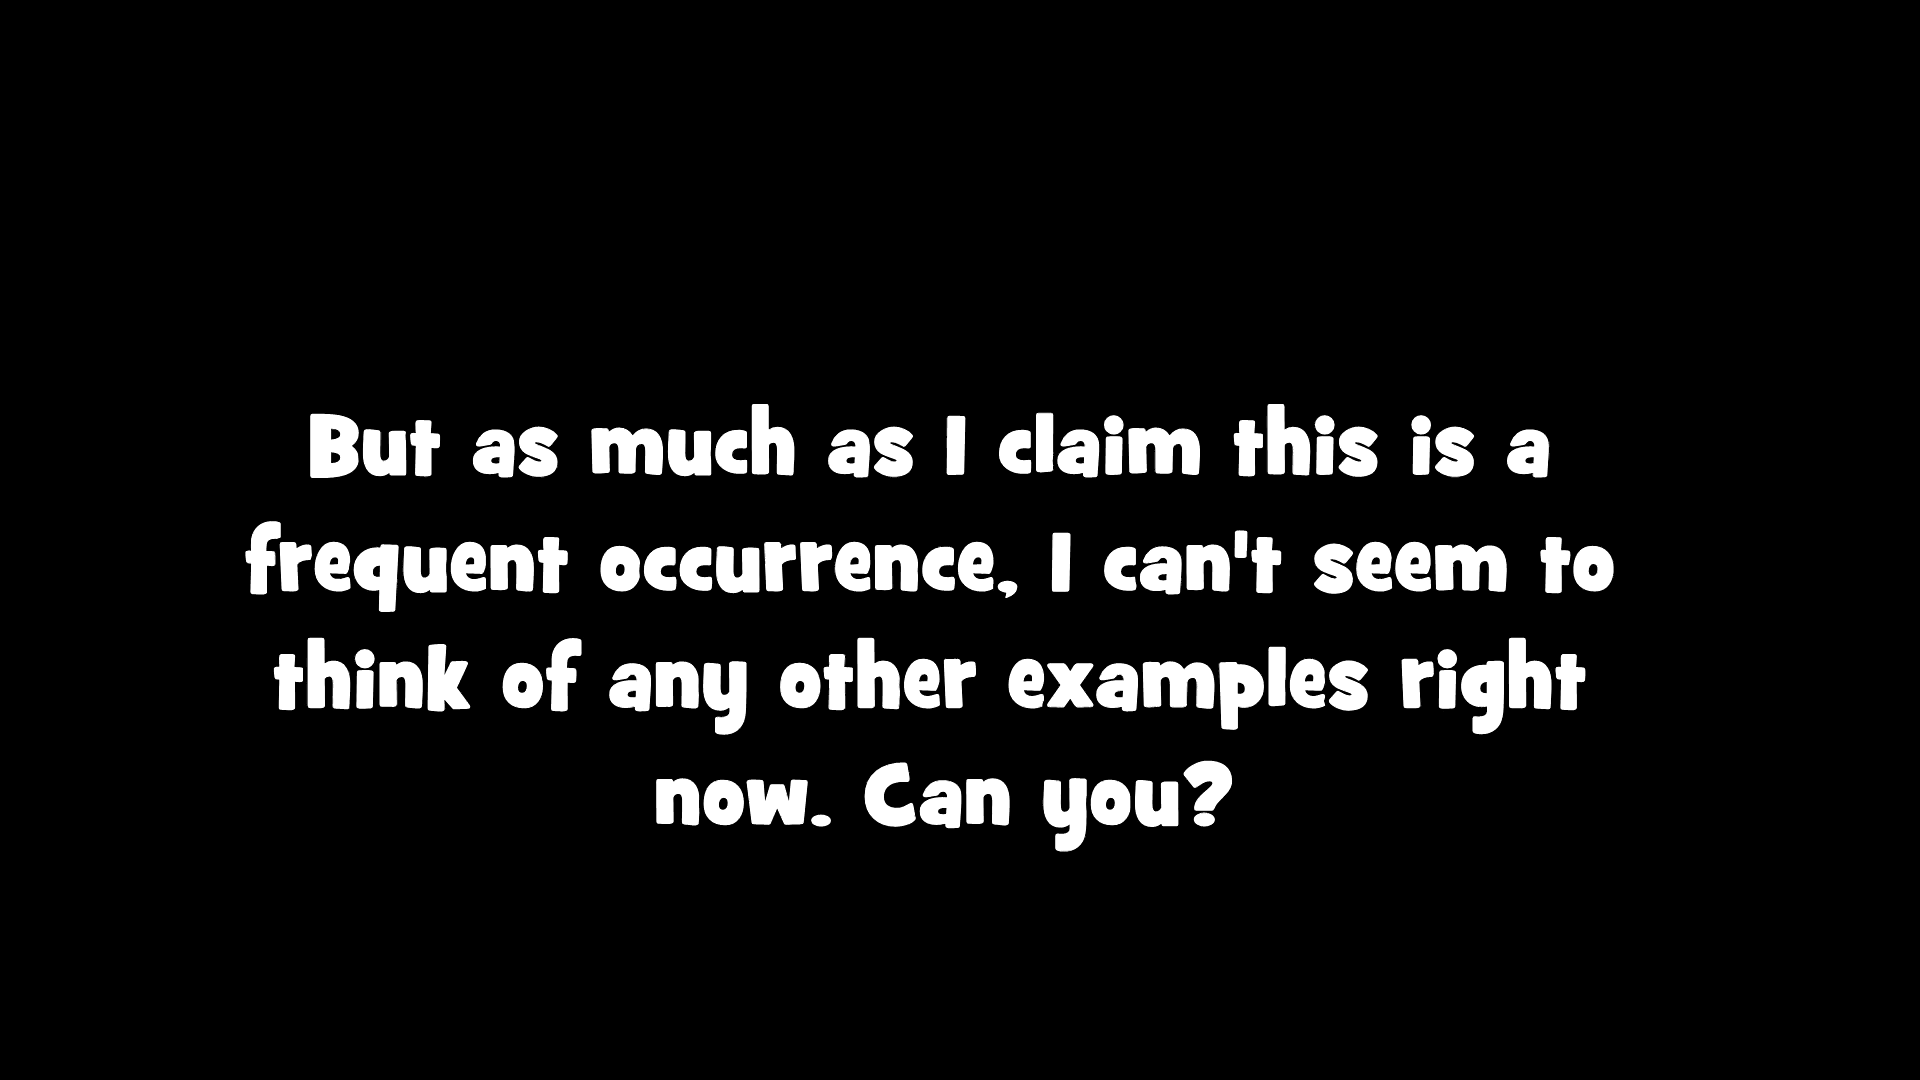 But as much as I claim this is a
frequent occurrence, I can't seem to
think of any other examples right
now. Can you?